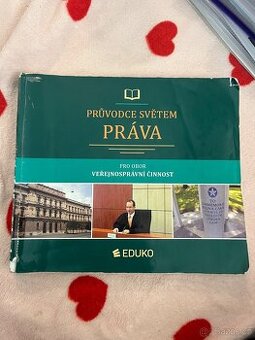 PRŮVODCE SVĚTEM
PRÁVA
PRO OBOR
VEŘEJNOSPRÁVNÍ ČINNOST
EDUKO